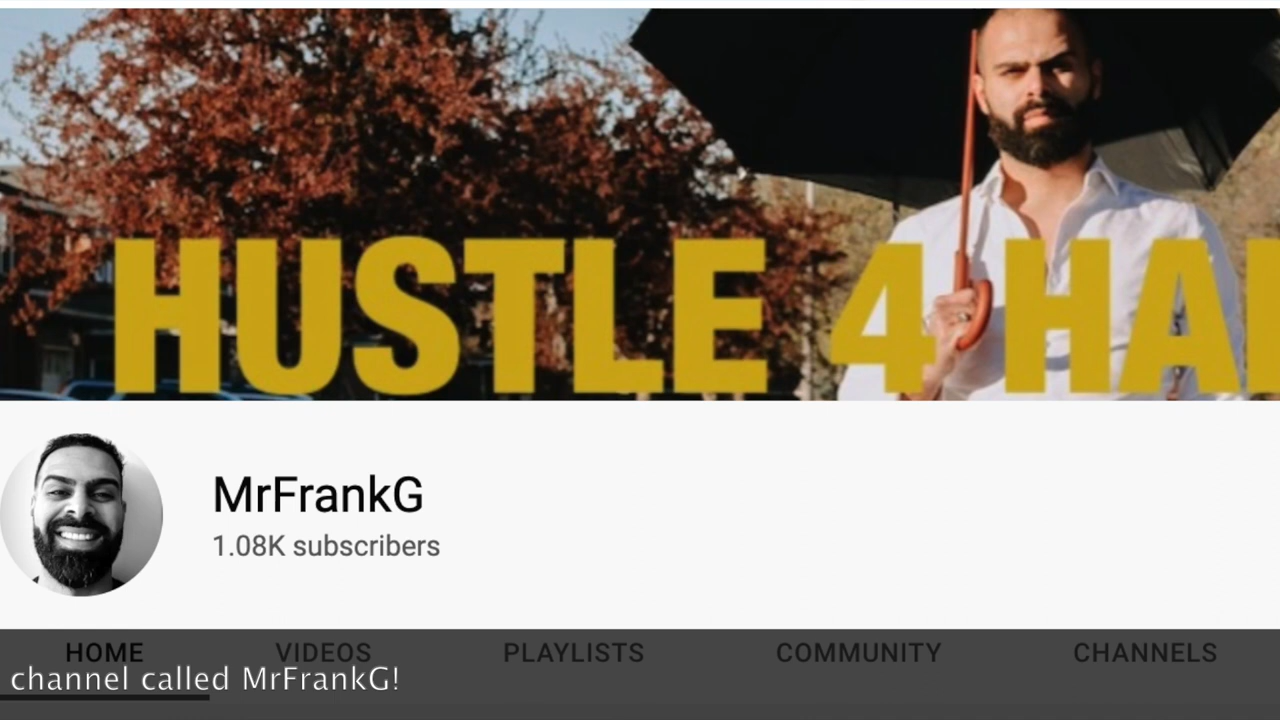 HUSTLE 4 HA
MrFrankG
1.08K subscribers
HOME VIDEOS PLAYLISTS COMMUNITY CHANNELS
channel called MrFrankG!